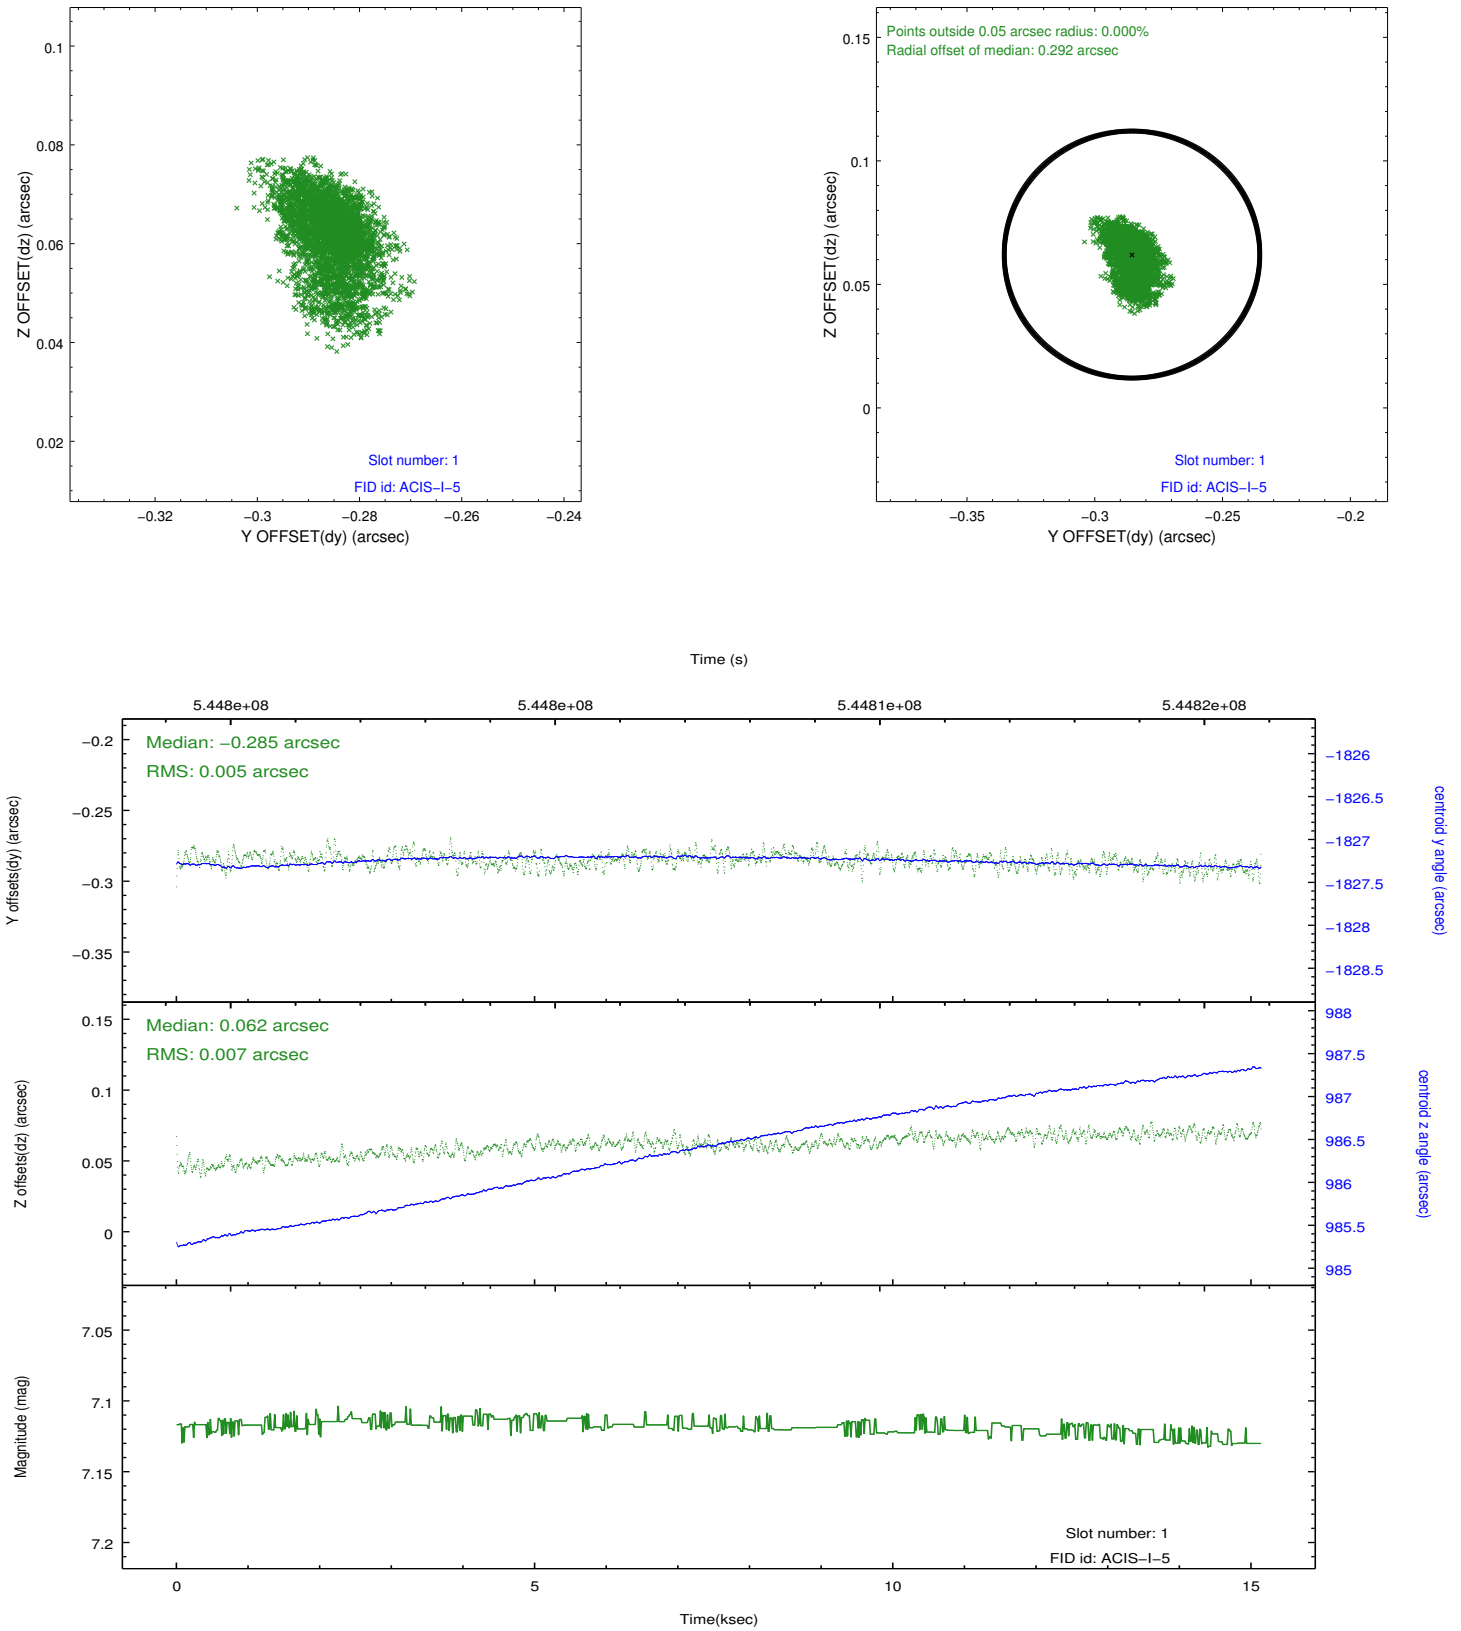 0.1
0.08
0.06
0.04
0.02
Z OFFSET(dz) (arcsec)
Slot number: 1
FID id: ACIS−I−5
−0.32
−0.3
−0.28
−0.26
−0.24
Y OFFSET(dy) (arcsec)
Points outside 0.05 arcsec radius: 0.000%
Radial offset of median: 0.292 arcsec
0.15
0.1
0.05
0
Z OFFSET(dz) (arcsec)
Slot number: 1
FID id: ACIS−I−5
−0.35
−0.3
−0.25
−0.2
Y OFFSET(dy) (arcsec)
Time (s)
5.448e+08
5.448e+08
5.4481e+08
5.4482e+08
Median: −0.285 arcsec
RMS: 0.005 arcsec
−0.2
−0.25
−0.3
−0.35
Y offsets(dy) (arcsec)
−1826
−1826.5
−1827
−1827.5
−1828
−1828.5
centroid y angle (arcsec)
Median: 0.062 arcsec
RMS: 0.007 arcsec
0.15
0.1
0.05
0
Z offsets(dz) (arcsec)
988
987.5
987
986.5
986
985.5
985
centroid z angle (arcsec)
7.05
7.1
7.15
7.2
Magnitude (mag)
Slot number: 1
FID id: ACIS−I−5
0
5
10
15
Time(ksec)